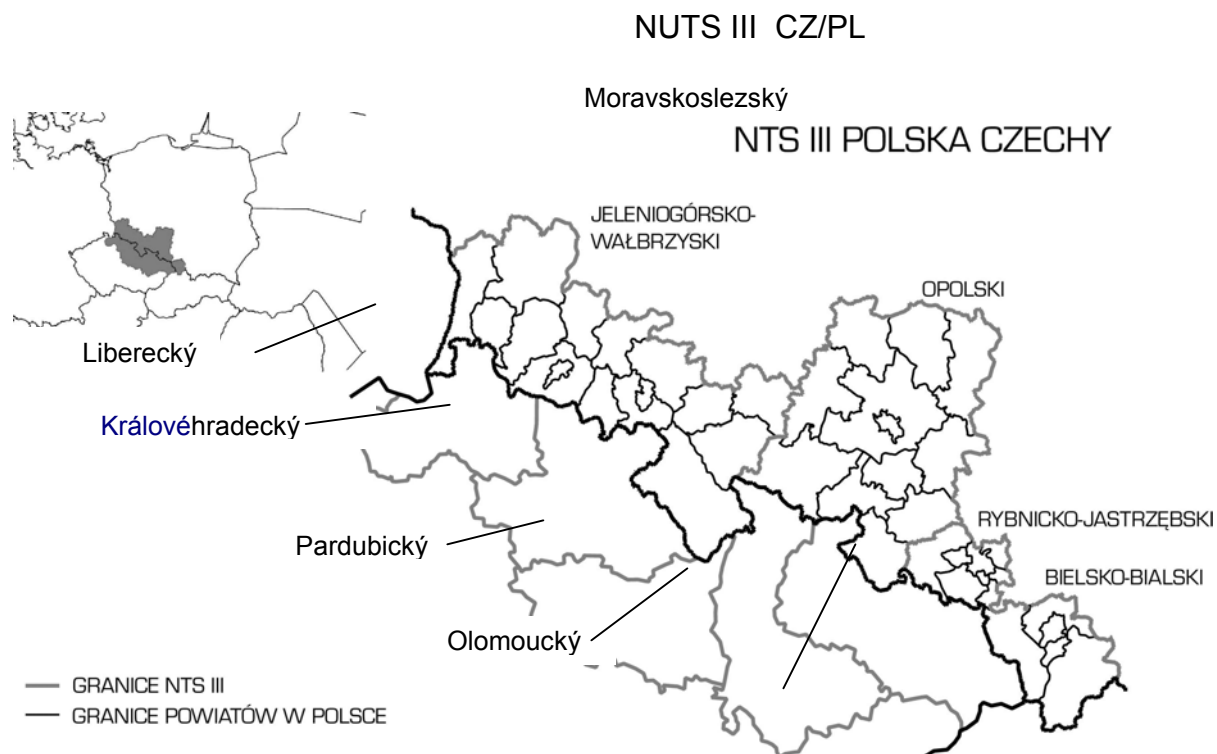 NUTS III  CZ/PL
Moravskoslezský
NTS III POLSKA CZECHY
JELENIOGÓRSKO-
WAŁBRZYSKI
OPOLSKI
Liberecký
Královéhradecký
RYBNICKO-JASTRZĘBSKI
Pardubický
BIELSKO-BIALSKI
Olomoucký
GRANICE NTS III
GRANICE POWIATÓW W POLSCE